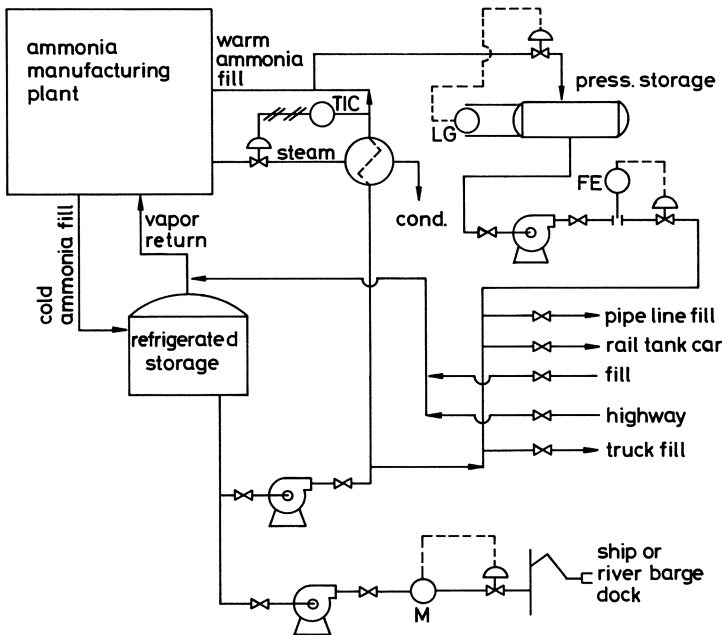 ammonia
manufacturing
plant
warm
ammonia
fill
TIC
steam
cond.
LG
press. storage
FE
cold
ammonia fill
vapor
return
refrigerated
storage
pipe line fill
rail tank car
fill
highway
truck fill
M
ship or
river barge
dock